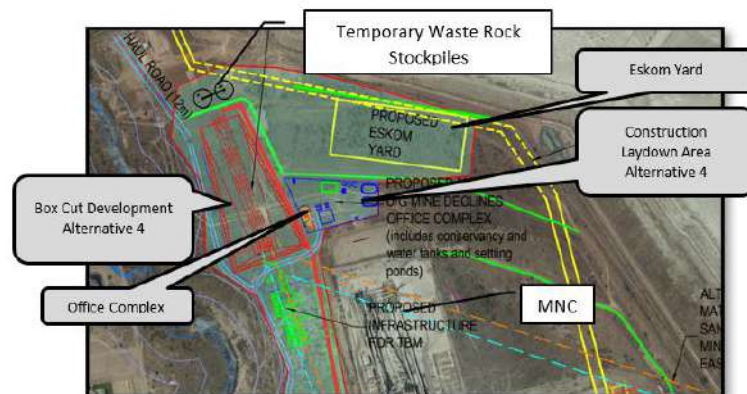 Temporary Waste Rock
Stockpiles
Eskom Yard
HAUL ROAD (12m)
PROPOSED
ESKOM
YARD
Construction
Laydown Area
Alternative 4
Box Cut Development
Alternative 4
PROPOSED
U/G MINE DECLINES
OFFICE COMPLEX
(includes conservancy and
water tanks and settling
ponds)
Office Complex
MNC
PROPOSED
INFRASTRUCTURE
FOR TBM
ALT
MAT
SAN
MIN
EAS